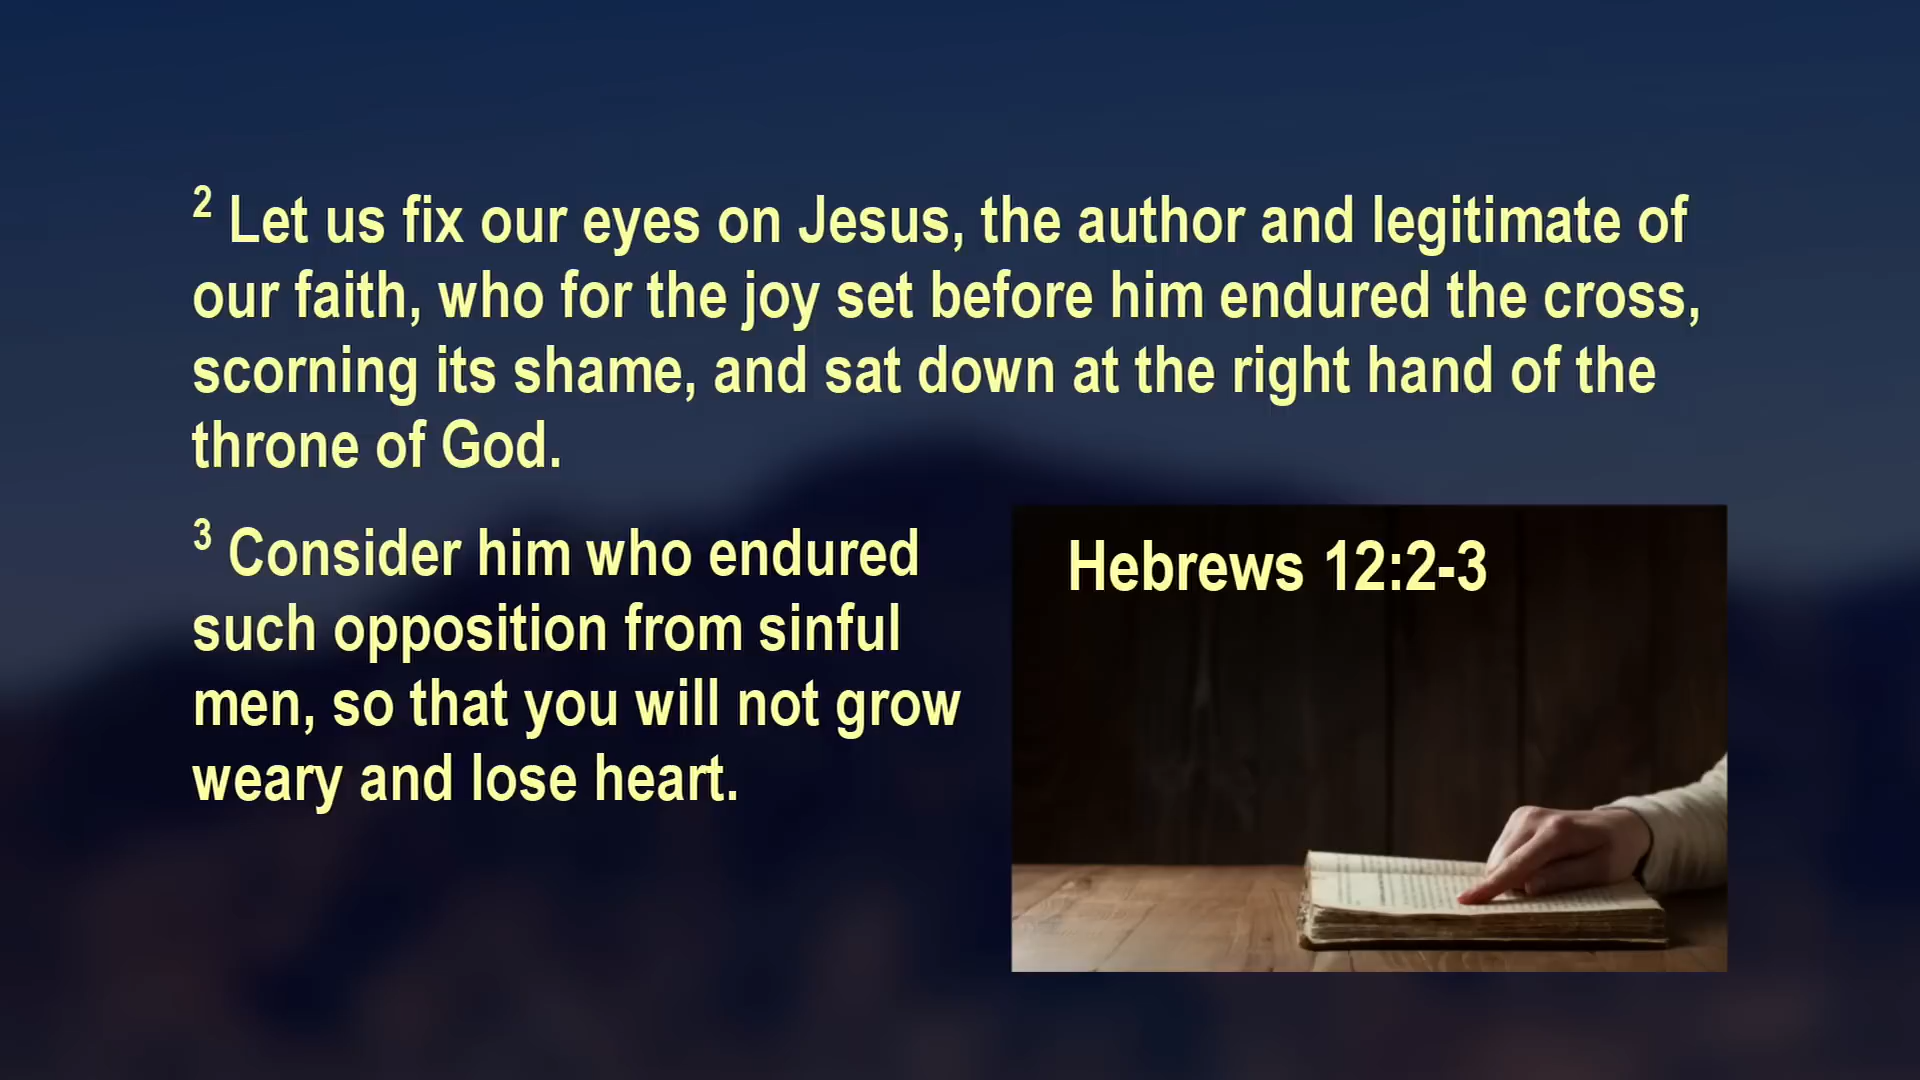 2 Let us fix our eyes on Jesus, the author and legitimate of
our faith, who for the joy set before him endured the cross,
scorning its shame, and sat down at the right hand of the
throne of God.
3 Consider him who endured
such opposition from sinful
men, so that you will not grow
weary and lose heart.
Hebrews 12:2-3